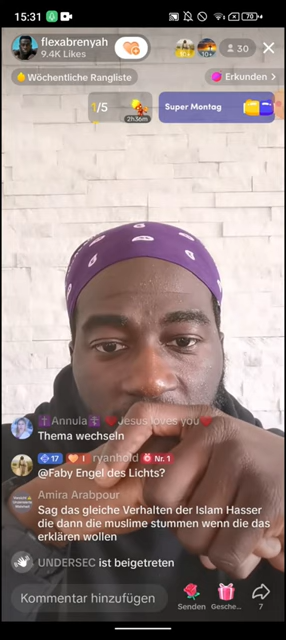 15:31
70
flexabrenyah
9.4K Likes
30
Wöchentliche Rangliste
Erkunden >
1/5
2h36m
Super Montag
Annula Jesus loves you
Thema wechseln
17 I ryanhold Nr. 1
@Faby Engel des Lichts?
Amira Arabpour
Sag das gleiche Verhalten der Islam Hasser
die dann die muslime stummen wenn die das
erklären wollen
UNDERSEC ist beigetreten
Kommentar hinzufügen
Senden
Gesche...
7